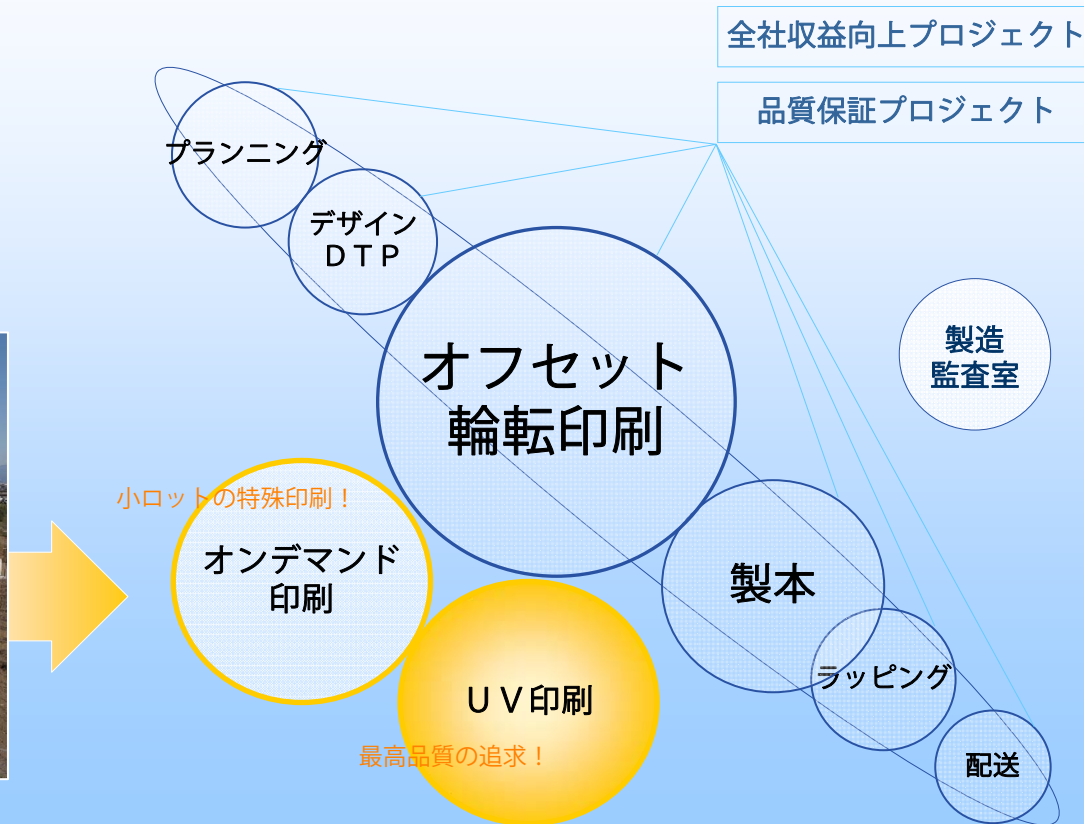 全社収益向上プロジェクト
品質保証プロジェクト
プランニング
デザイン
ＤＴＰ
オフセット
輪転印刷
製造
監査室
小ロットの特殊印刷！
オンデマンド
印刷
製本
ラッピング
ＵＶ印刷
最高品質の追求！
配送